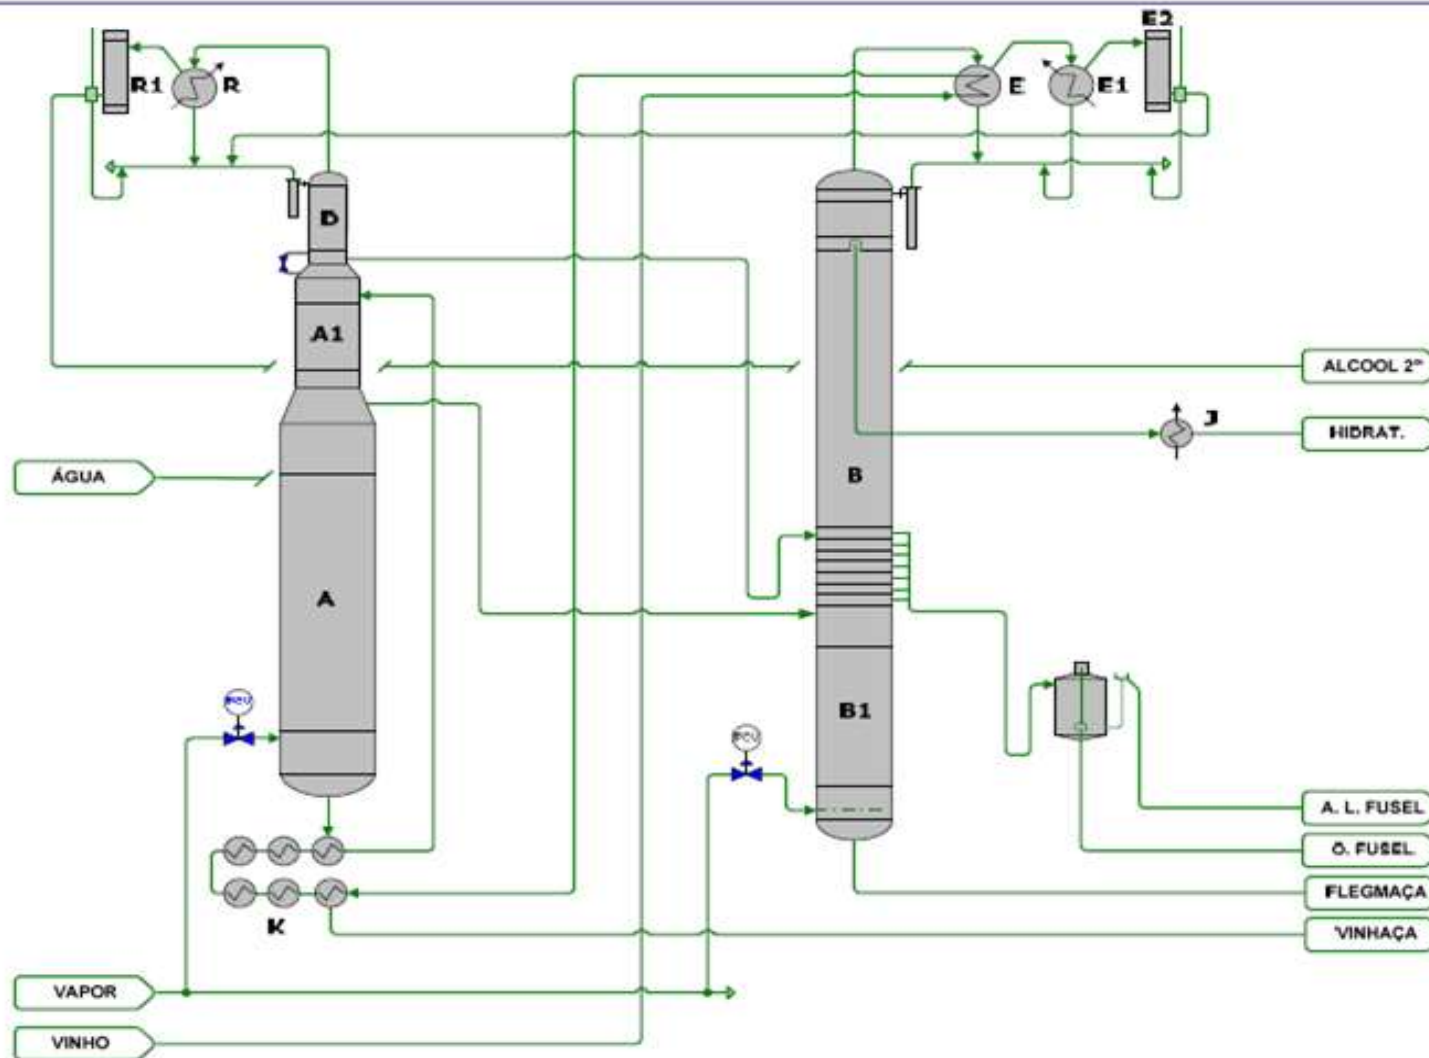 E2
R1
R
E
E1
D
A1
ALCOOL 2ª
J
HIDRAT.
ÁGUA
B
A
B1
A. L. FUSEL
O. FUSEL
FLEGMAÇA
K
VINHAÇA
VAPOR
VINHO